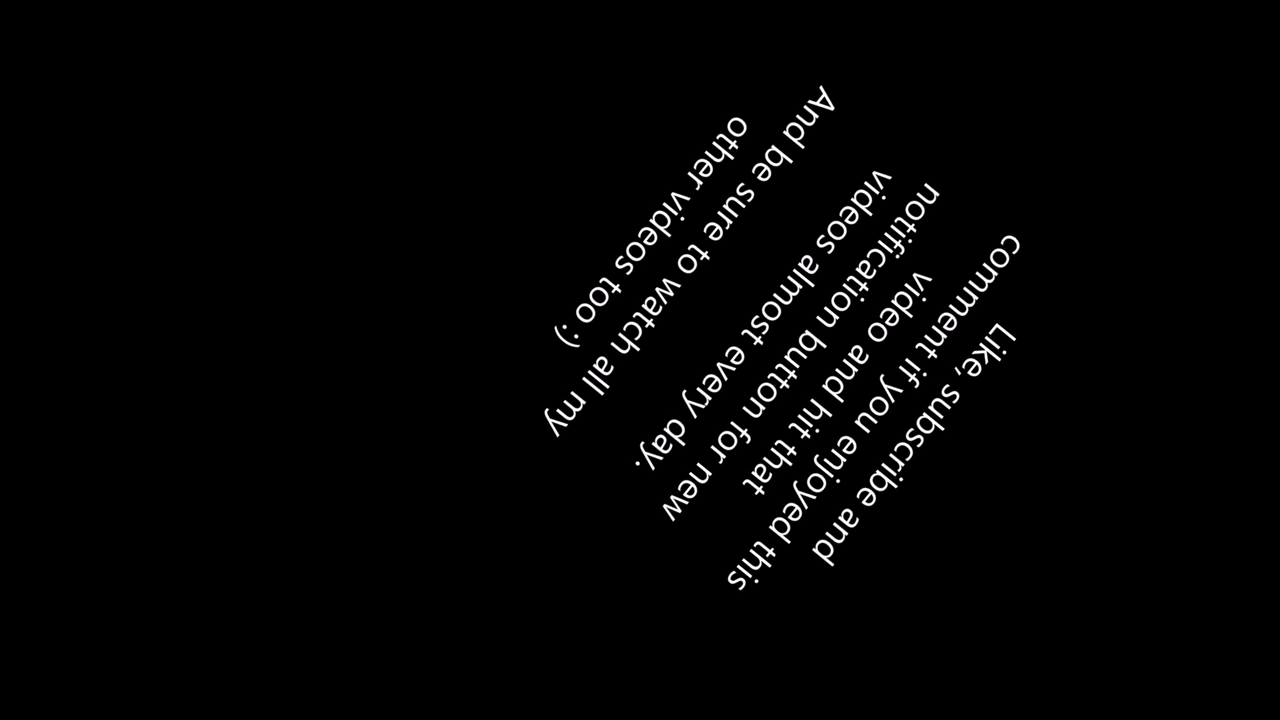 Like, subscribe and
comment if you enjoyed this
video and hit that
notification button for new
videos almost every day.
And be sure to watch all my
other videos too :)